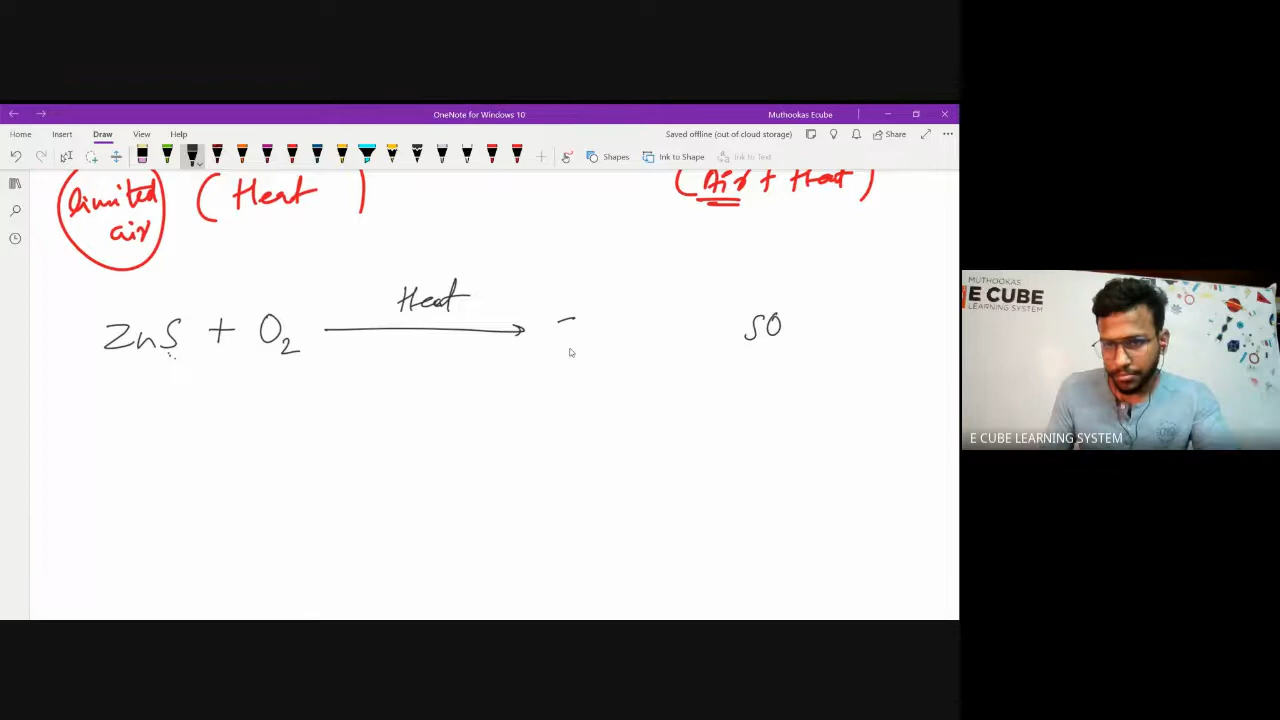 OneNote for Windows 10
Muthookas Ecube
Home Insert Draw View Help
Saved offline (out of cloud storage)
Share
Shapes
Ink to Shape
Ink to Text
limited air (Heat)
(Air + Heat)
Heat
ZnS + O2 → - SO
MUTHOOKAS
E CUBE
LEARNING SYSTEM
E CUBE LEARNING SYSTEM